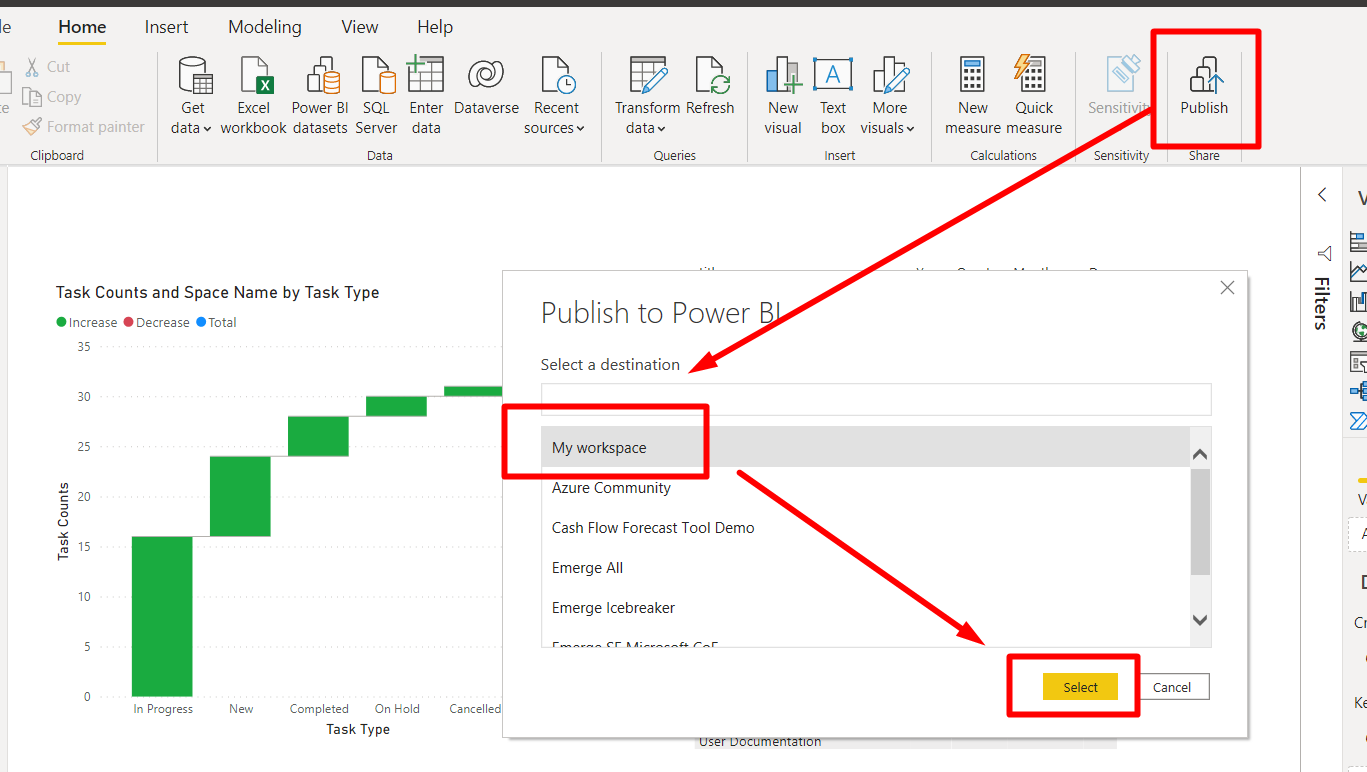 Home Insert Modeling View Help
Cut
Copy
Format painter
Clipboard
Get data
Excel workbook
Power BI datasets
SQL Server
Enter data
Dataverse
Recent sources
Data
Transform data
Refresh
Queries
New visual
Text box
More visuals
Insert
New measure
Quick measure
Calculations
Sensitivity
Sensitivity
Publish
Share
Filters
Task Counts and Space Name by Task Type
Increase Decrease Total
35
30
25
20
15
10
5
0
Task Counts
In Progress New Completed On Hold Cancelled
Task Type
Publish to Power BI
Select a destination
My workspace
Azure Community
Cash Flow Forecast Tool Demo
Emerge All
Emerge Icebreaker
Select Cancel
User Documentation